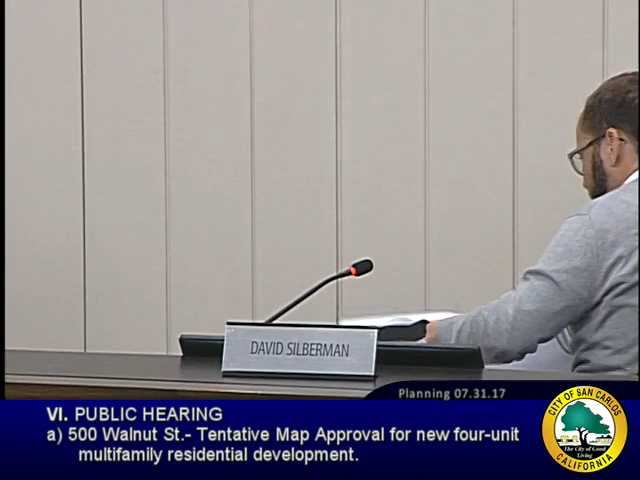 DAVID SILBERMAN
Planning 07.31.17
VI. PUBLIC HEARING
a) 500 Walnut St.- Tentative Map Approval for new four-unit
multifamily residential development.
CITY OF SAN CARLOS
The City of Good
Living
CALIFORNIA